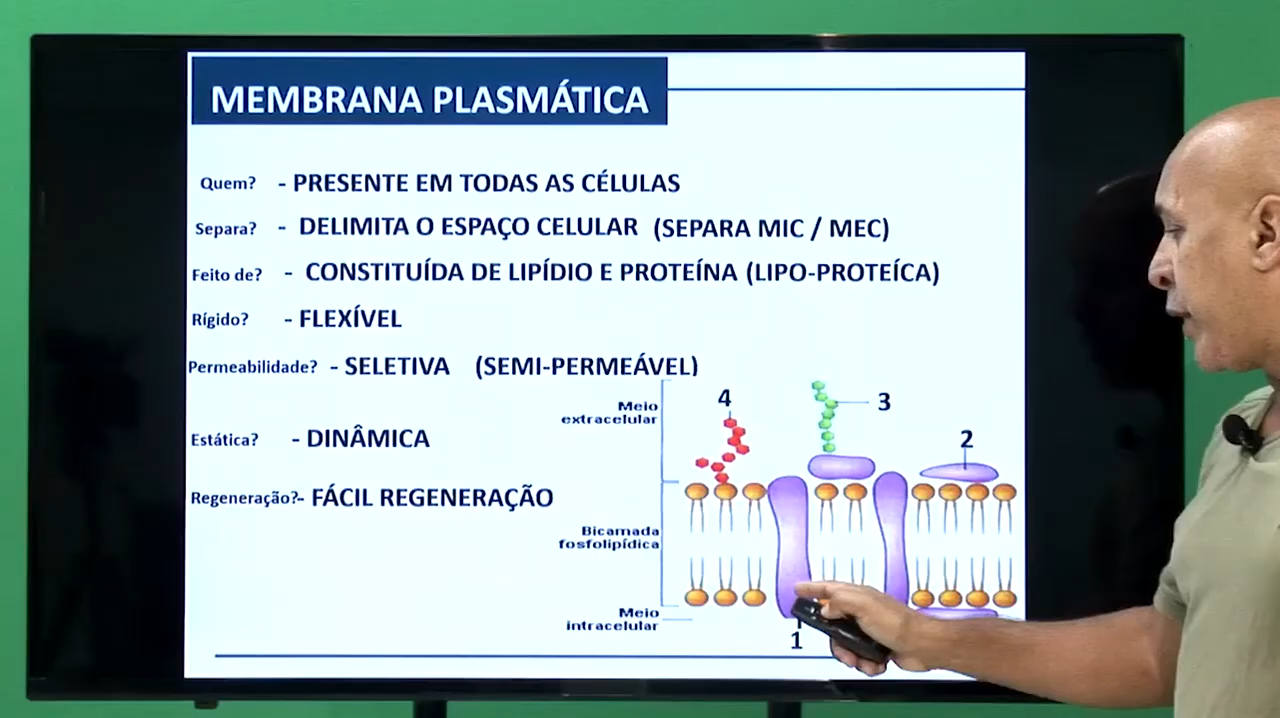 MEMBRANA PLASMÁTICA
Quem? - PRESENTE EM TODAS AS CÉLULAS
Separa? - DELIMITA O ESPAÇO CELULAR (SEPARA MIC / MEC)
Feito de? - CONSTITUÍDA DE LIPÍDIO E PROTEÍNA (LIPO-PROTEÍCA)
Rígido? - FLEXÍVEL
Permeabilidade? - SELETIVA (SEMI-PERMEÁVEL)
Estática? - DINÂMICA
Regeneração?- FÁCIL REGENERAÇÃO
Meio
extracelular
4
3
2
Bicamada
fosfolipídica
Meio
intracelular
1